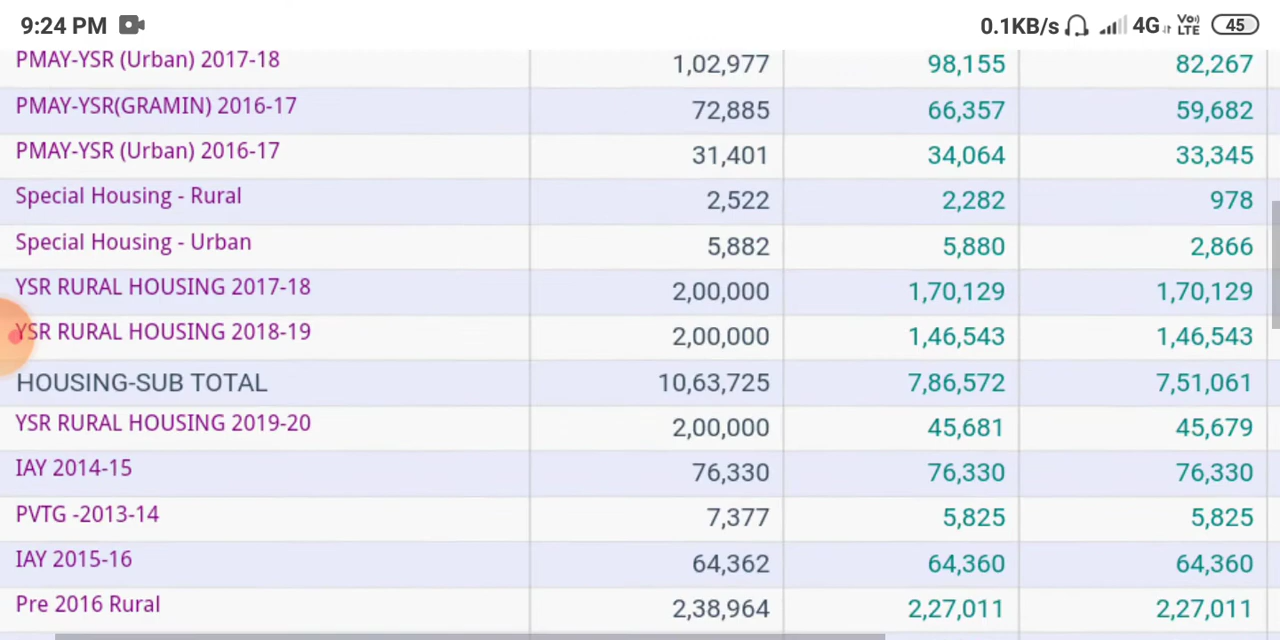 9:24 PM 0.1KB/s 4G Vo) LTE 45
PMAY-YSR (Urban) 2017-18 1,02,977 98,155 82,267
PMAY-YSR(GRAMIN) 2016-17 72,885 66,357 59,682
PMAY-YSR (Urban) 2016-17 31,401 34,064 33,345
Special Housing - Rural 2,522 2,282 978
Special Housing - Urban 5,882 5,880 2,866
YSR RURAL HOUSING 2017-18 2,00,000 1,70,129 1,70,129
YSR RURAL HOUSING 2018-19 2,00,000 1,46,543 1,46,543
HOUSING-SUB TOTAL 10,63,725 7,86,572 7,51,061
YSR RURAL HOUSING 2019-20 2,00,000 45,681 45,679
IAY 2014-15 76,330 76,330 76,330
PVTG -2013-14 7,377 5,825 5,825
IAY 2015-16 64,362 64,360 64,360
Pre 2016 Rural 2,38,964 2,27,011 2,27,011